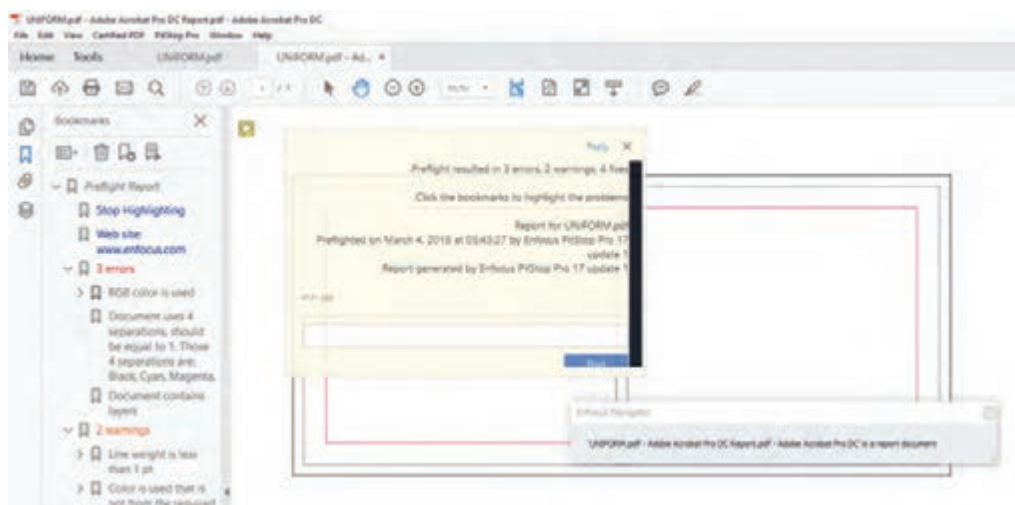 UNIFORM.pdf - Adobe Acrobat Pro DC Report.pdf - Adobe Acrobat Pro DC
File Edit View Certified PDF PitStop Pro Window Help
Home Tools UNIFORM.pdf UNIFORM.pdf - Ad...
Bookmarks
Preflight Report
Stop Highlighting
Web site
www.enfocus.com
3 errors
RGB color is used
Document uses 4
separations, should
be equal to 1. Those
4 separations are:
Black, Cyan, Magenta,
Document contains
layers
2 warnings
Line weight is less
than 1 pt
Color is used that is
not from the required
Reply
Preflight resulted in 3 errors, 2 warnings, 4 fixes
Click the bookmarks to highlight the problems
Report for UNIFORM.pdf
Preflighted on March 4, 2018 at 03:43:27 by Enfocus PitStop Pro 17
update 1
Report generated by Enfocus PitStop Pro 17 update 1
Post
Enfocus Navigator
'UNIFORM.pdf - Adobe Acrobat Pro DC Report.pdf - Adobe Acrobat Pro DC is a report document